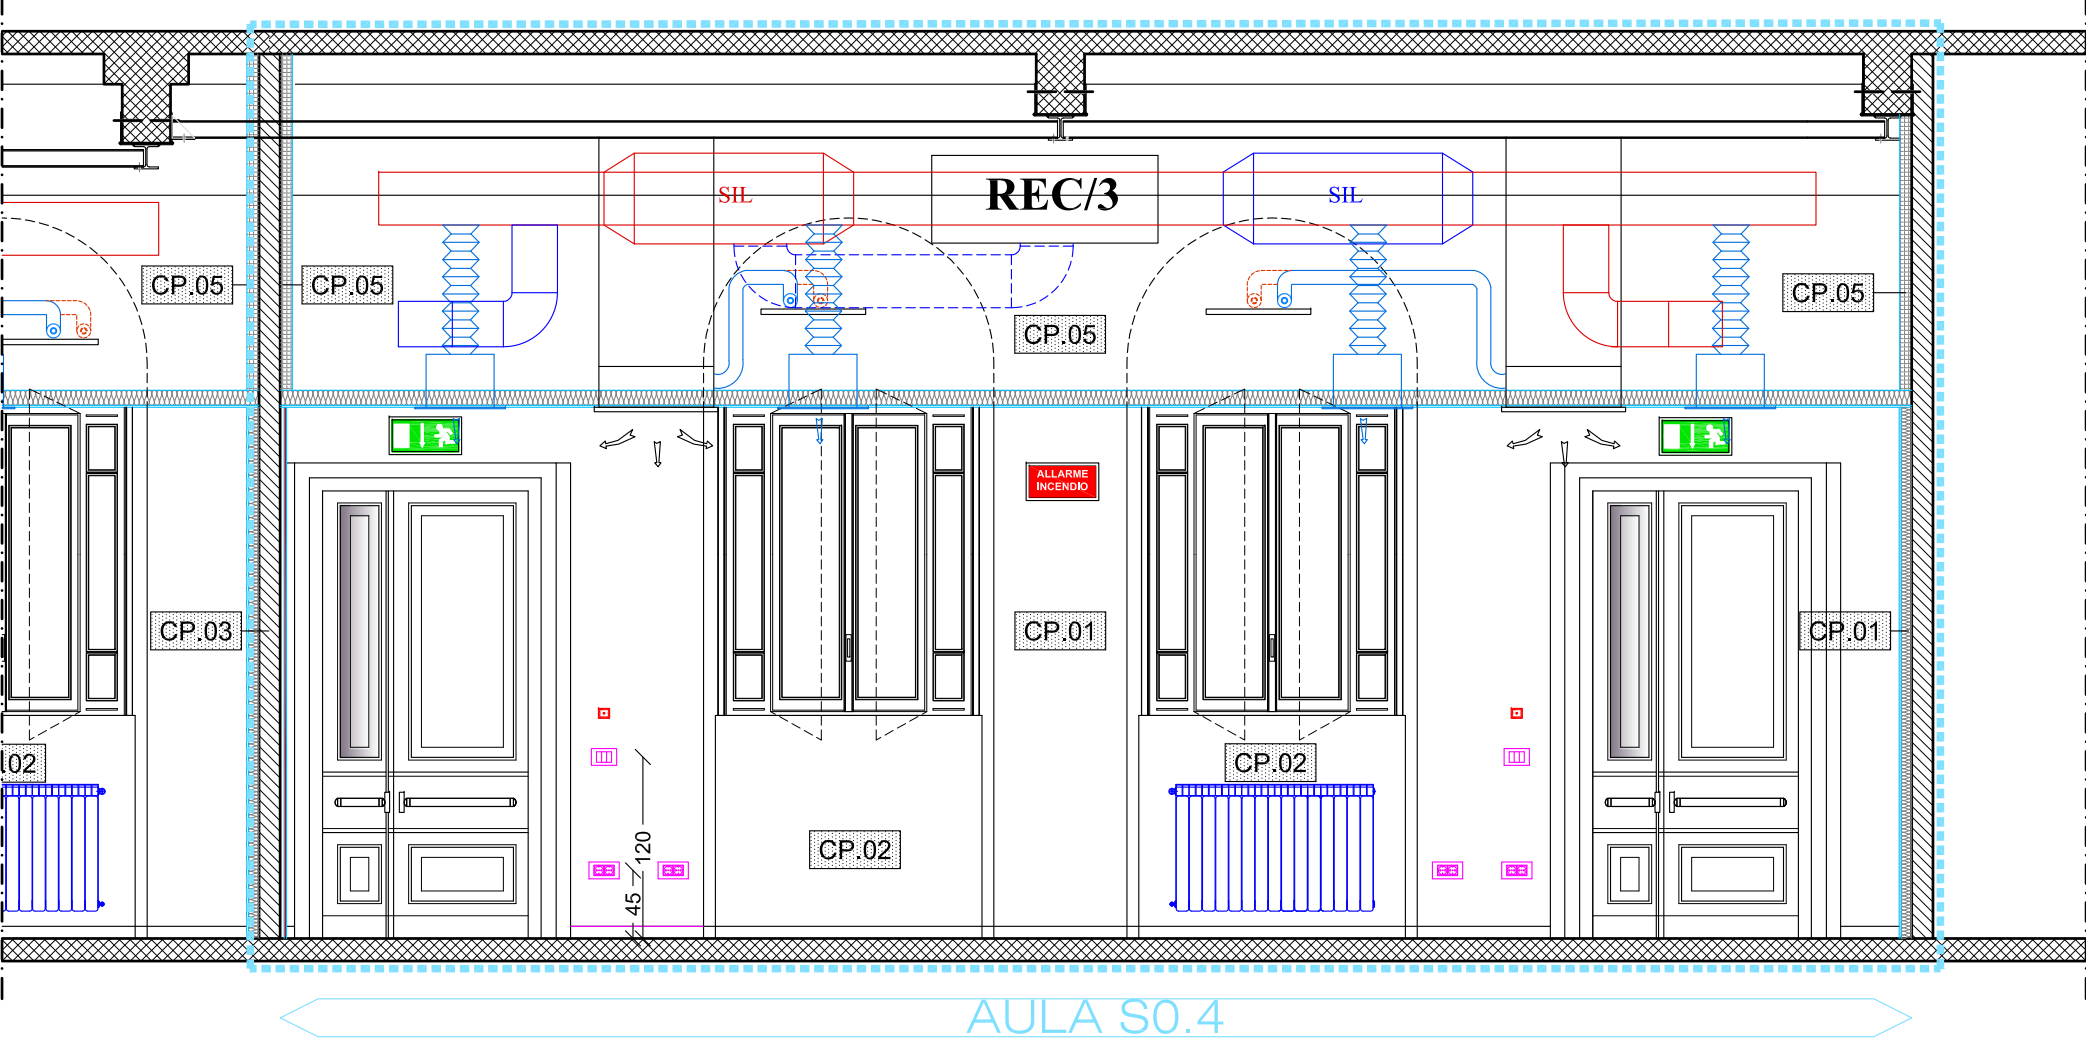 SIL
REC/3
SIL
CP.05
CP.05
CP.05
CP.05
ALLARME
INCENDIO
CP.03
CP.01
CP.01
.02
CP.02
CP.02
120
45
AULA S0.4